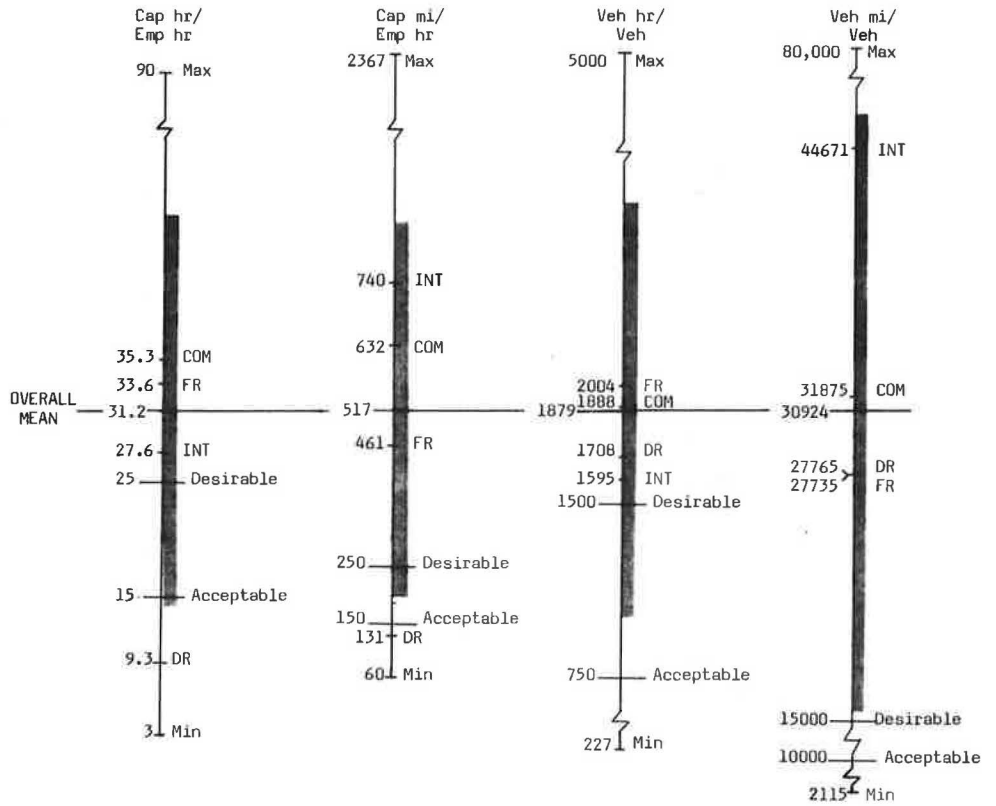 Cap hr/
Emp hr
Cap mi/
Emp hr
Veh hr/
Veh
Veh mi/
Veh
90 Max
2367 Max
5000 Max
80,000 Max
44671 INT
740 INT
632 COM
35.3 COM
33.6 FR
2004 FR
1888 COM
31875 COM
OVERALL
MEAN
31.2
517
1879
30924
27.6 INT
461 FR
1708 DR
27765 DR
27735 FR
25 Desirable
1595 INT
1500 Desirable
250 Desirable
15 Acceptable
150 Acceptable
131 DR
9.3 DR
60 Min
750 Acceptable
15000 Desirable
3 Min
227 Min
10000 Acceptable
2115 Min